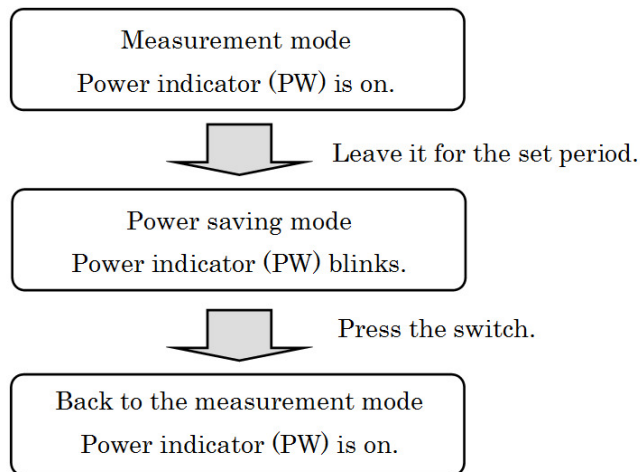 Measurement mode
Power indicator (PW) is on.
Leave it for the set period.
Power saving mode
Power indicator (PW) blinks.
Press the switch.
Back to the measurement mode
Power indicator (PW) is on.